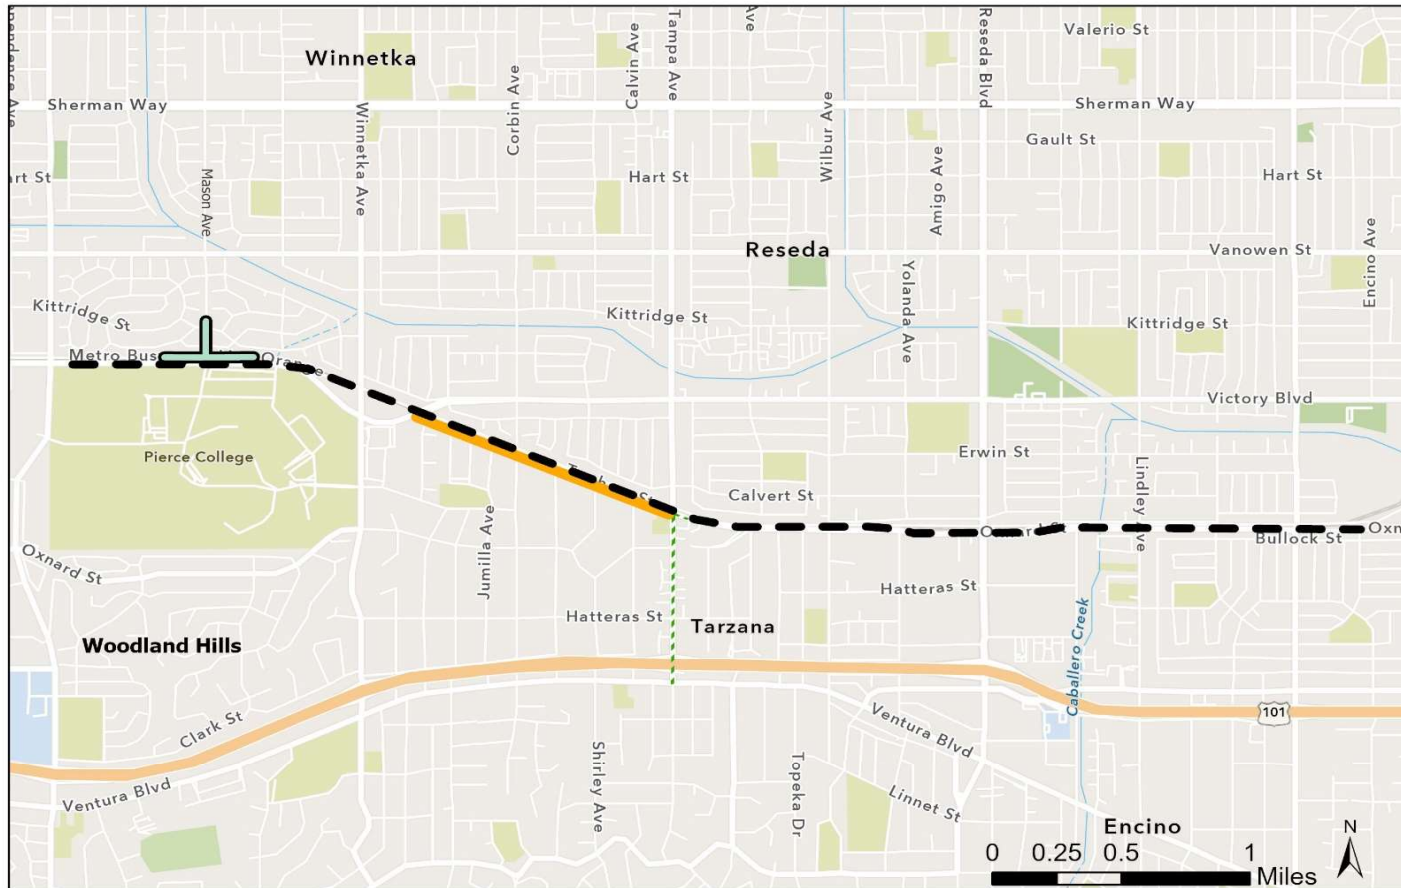 Valerio St
Winnetka
Reseda Blvd
Tampa Ave
Calvin Ave
Ave
Corbin Ave
Sherman Way
Sherman Way
Winnetka Ave
Wilbur Ave
Gault St
Amigo Ave
Mason Ave
Hart St
Hart St
Reseda
Vanowen St
Encino Ave
Yolanda Ave
Kittridge St
Kittridge St
Kittridge St
Metro Bus
Orange
Victory Blvd
Pierce College
Erwin St
Lindley Ave
Calvert St
Jumilla Ave
Oxnard St
Bullock St
Hatteras St
Hatteras St
Woodland Hills
Tarzana
Caballero Creek
Clark St
101
Ventura Blvd
Ventura Blvd
Shirley Ave
Topeka Dr
Linnet St
Encino
N
0 0.25 0.5 1
Miles